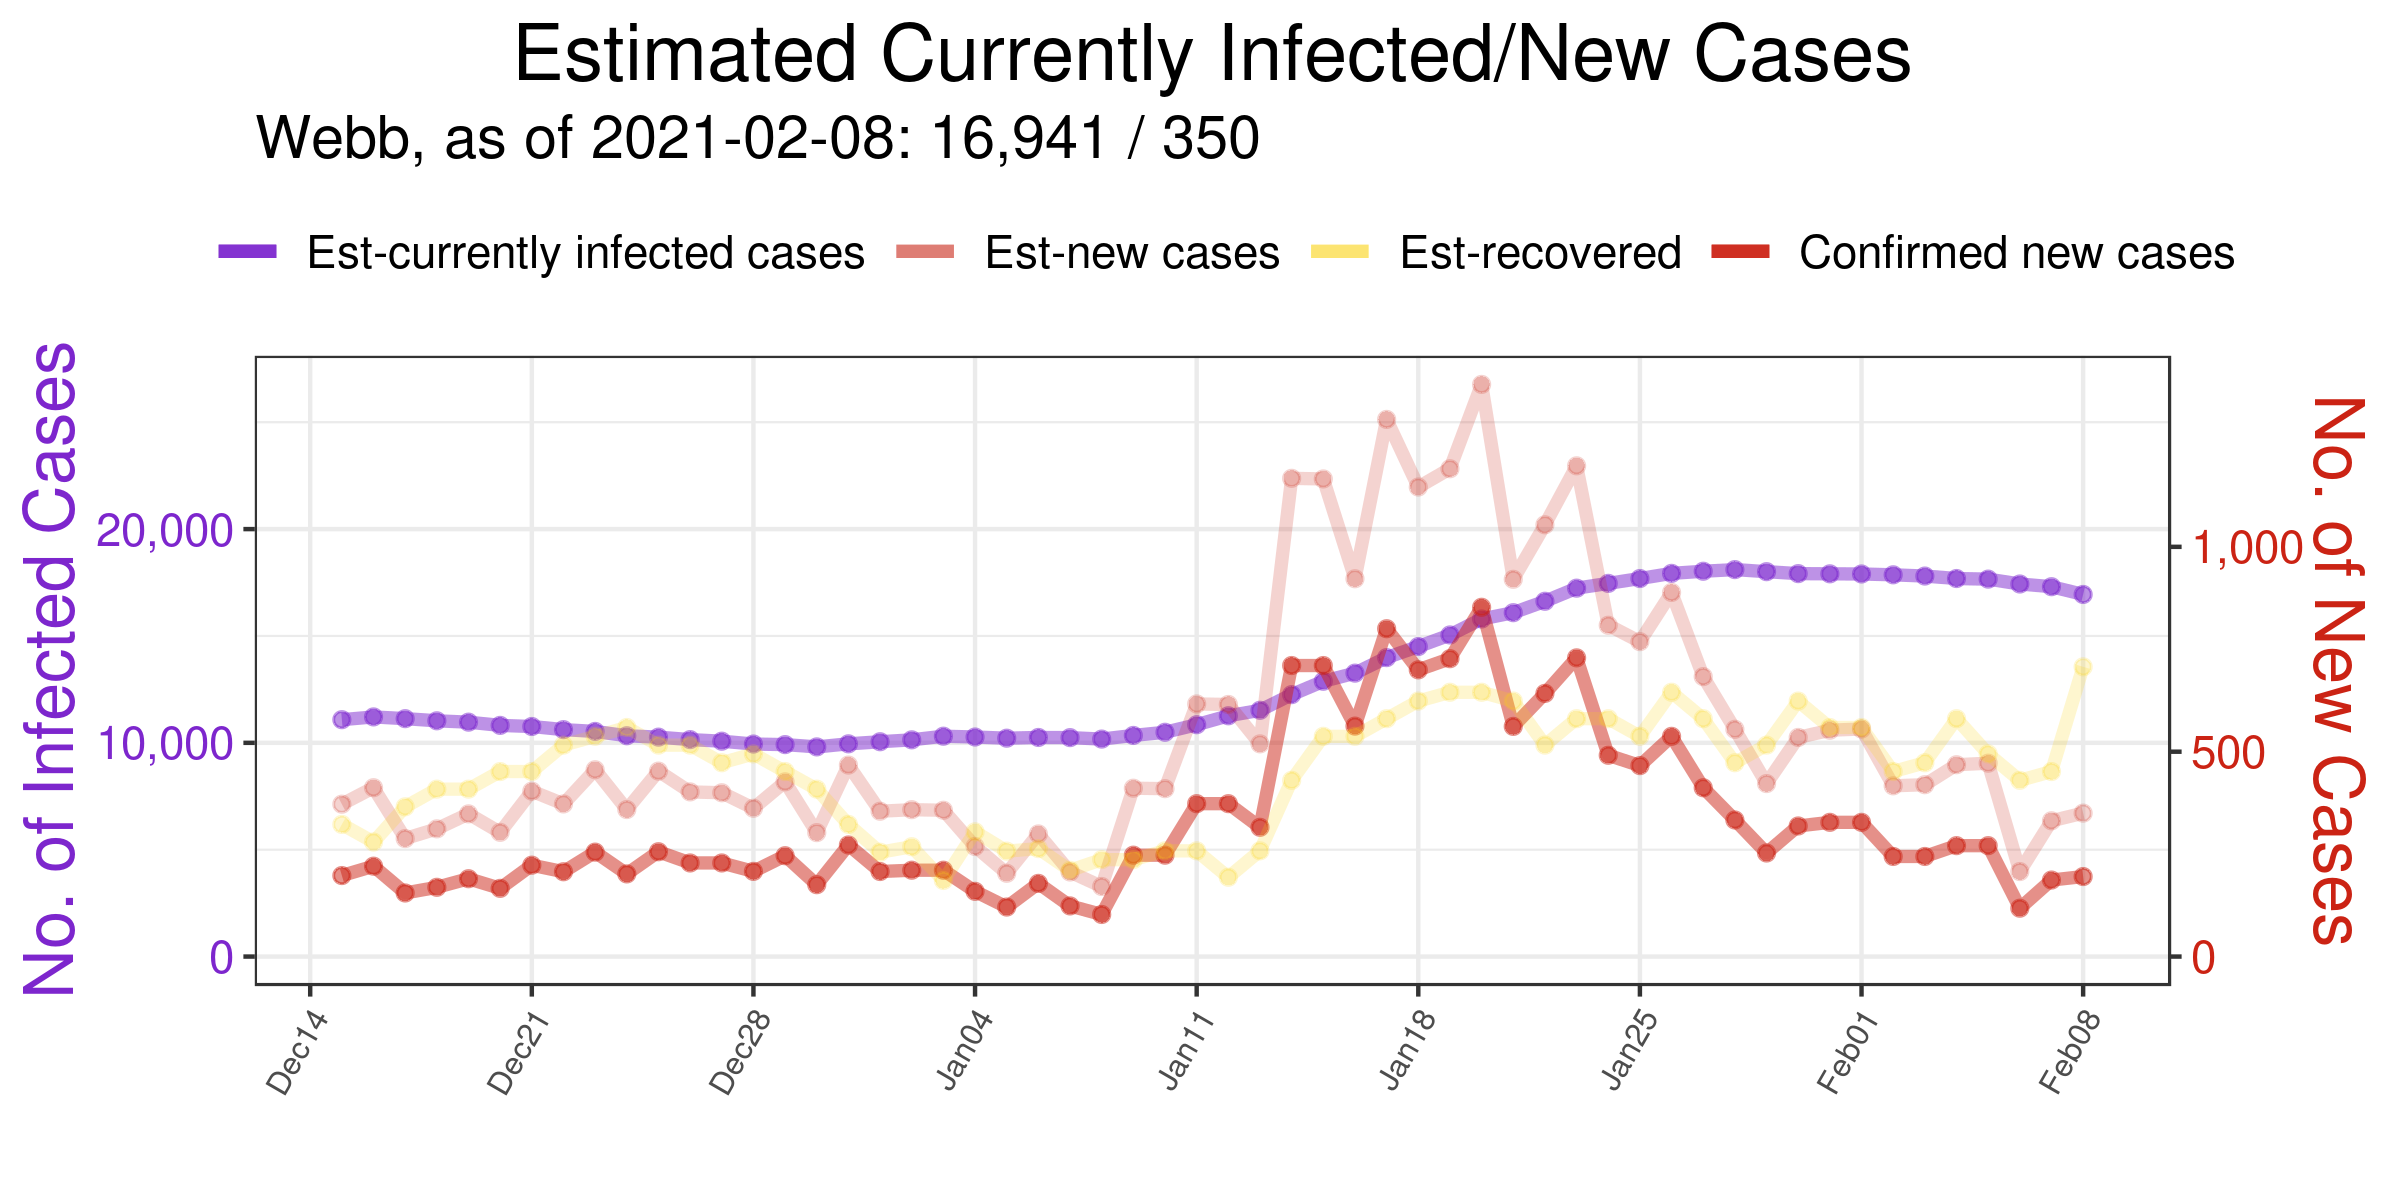 Estimated Currently Infected/New Cases
Webb, as of 2021-02-08: 16,941 / 350
Est-currently infected cases
Est-new cases
Est-recovered
Confirmed new cases
No. of Infected Cases
20,000
10,000
0
No. of New Cases
1,000
500
0
Dec14
Dec21
Dec28
Jan04
Jan11
Jan18
Jan25
Feb01
Feb08